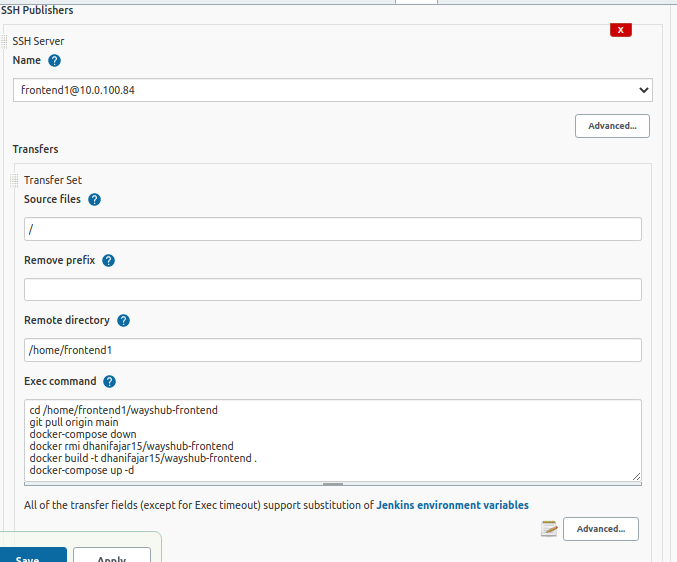 SSH Publishers
X
SSH Server
Name ?
frontend1@10.0.100.84
Advanced...
Transfers
Transfer Set
Source files ?
/
Remove prefix ?
Remote directory ?
/home/frontend1
Exec command ?
cd /home/frontend1/wayshub-frontend
git pull origin main
docker-compose down
docker rmi dhanifajar15/wayshub-frontend
docker build -t dhanifajar15/wayshub-frontend .
docker-compose up -d
All of the transfer fields (except for Exec timeout) support substitution of Jenkins environment variables
Advanced...
Save Apply